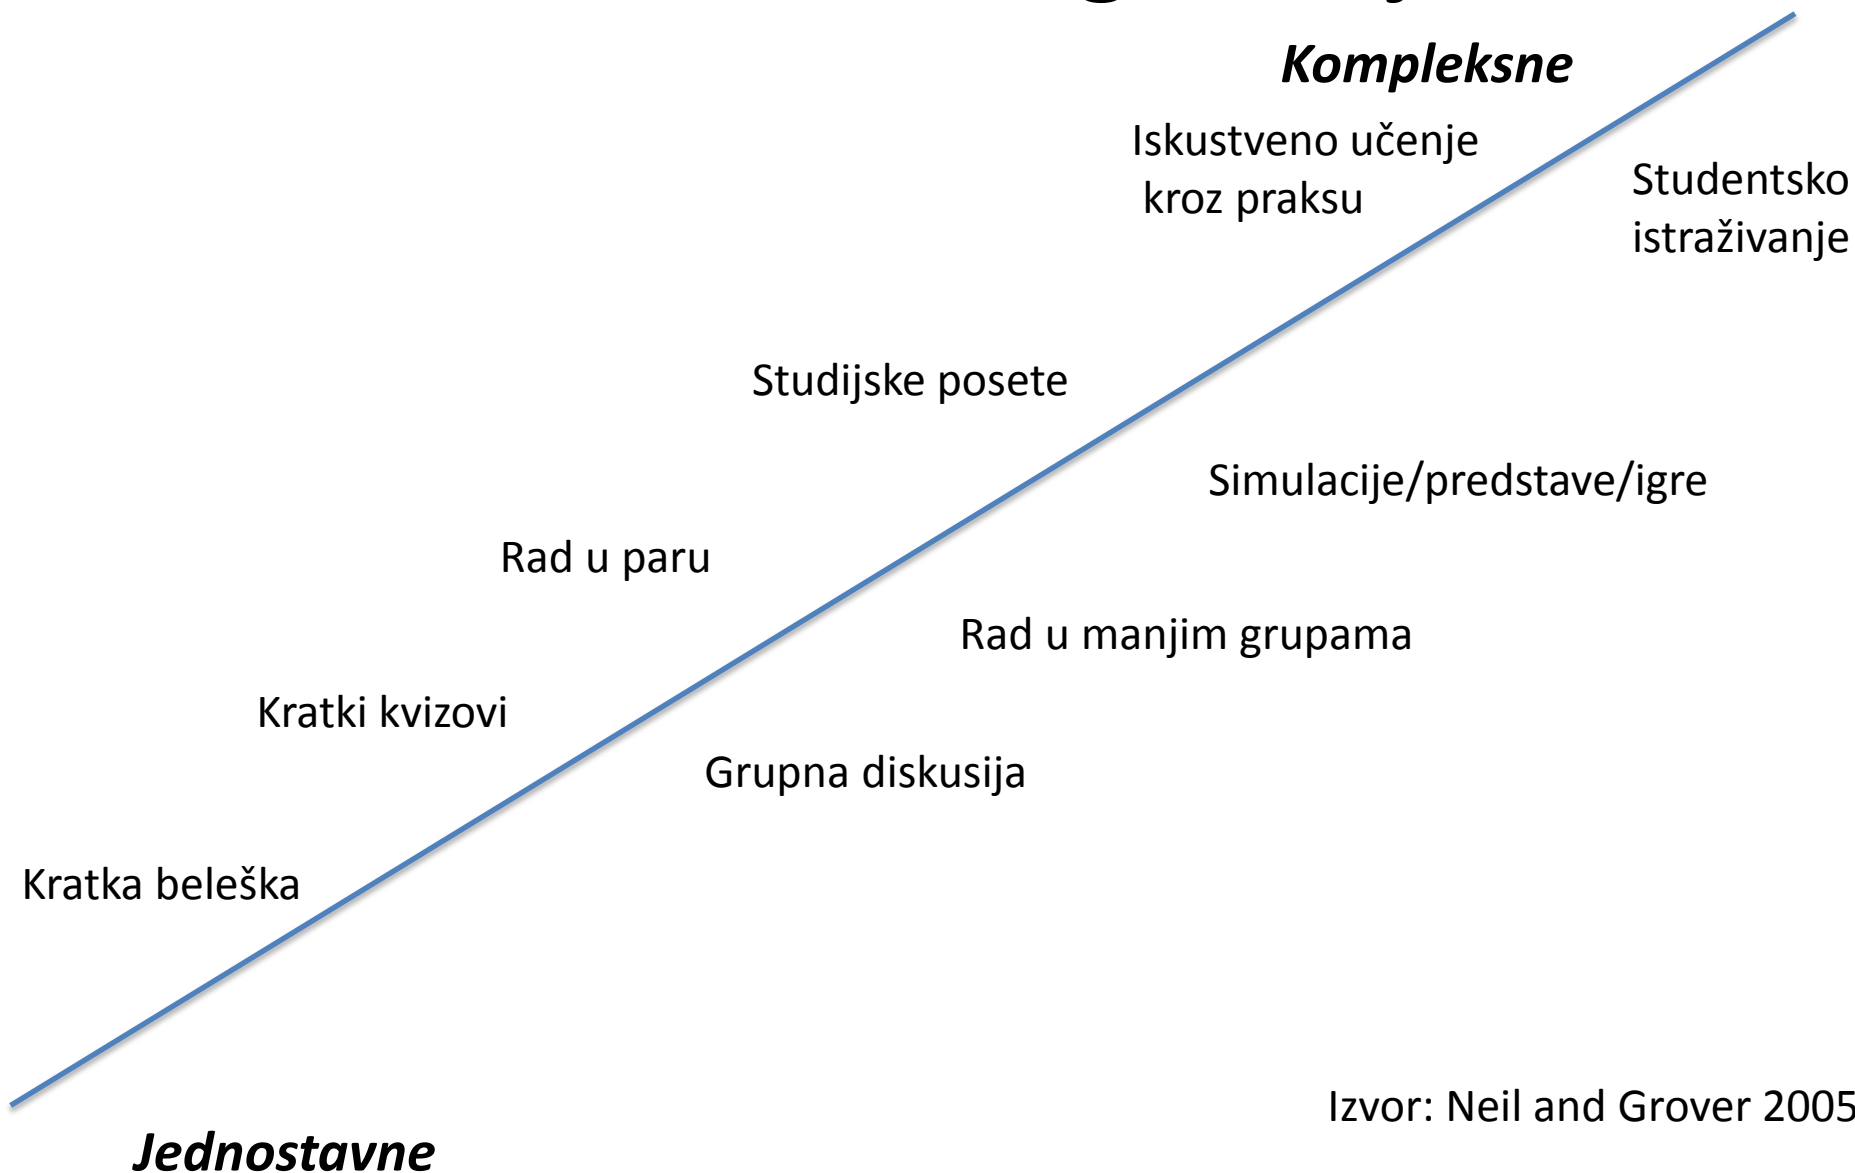 Kompleksne
Iskustveno učenje
kroz praksu
Studentsko
istraživanje
Studijske posete
Simulacije/predstave/igre
Rad u paru
Rad u manjim grupama
Kratki kvizovi
Grupna diskusija
Kratka beleška
Izvor: Neil and Grover 2005
Jednostavne